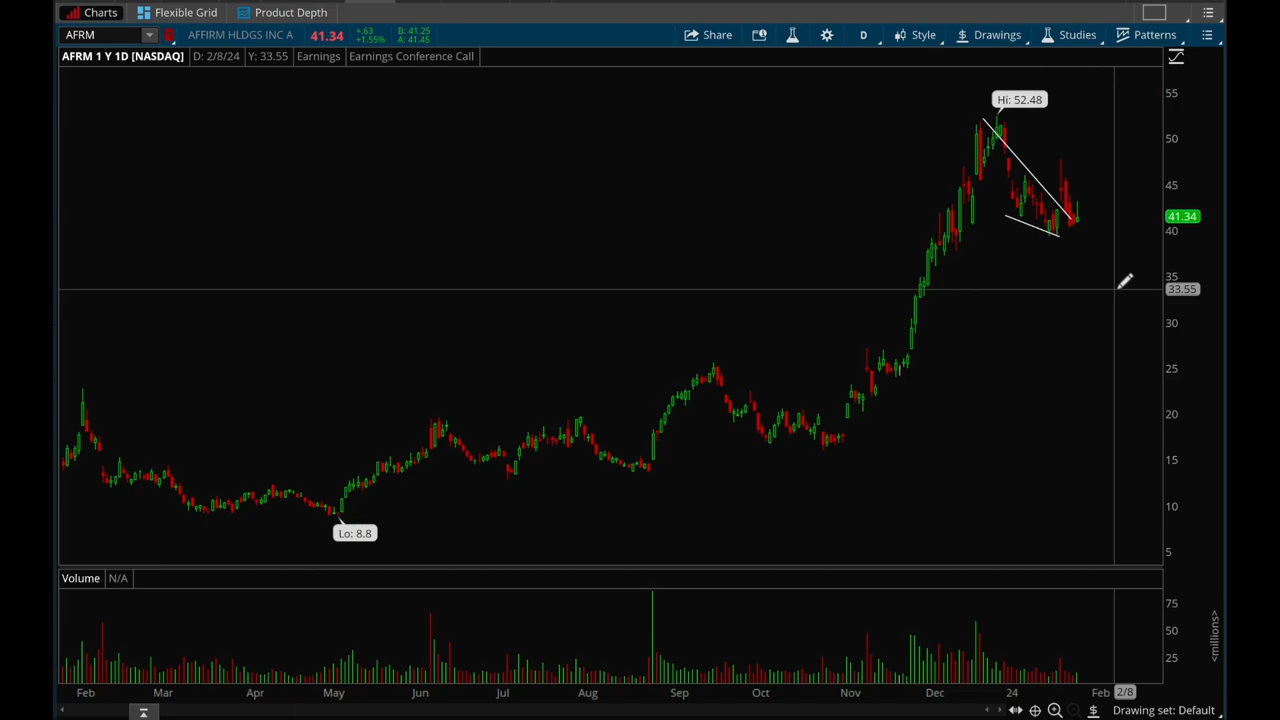 Charts Flexible Grid Product Depth
AFRM AFFIRM HLDGS INC A 41.34 +.63 +1.55% B: 41.25 A: 41.45 Share D Style Drawings Studies Patterns
AFRM 1 Y 1D [NASDAQ] D: 2/8/24 Y: 33.55 Earnings Earnings Conference Call
Hi: 52.48
55
50
45
41.34
40
35
33.55
30
25
20
15
10
Lo: 8.8
5
Volume N/A
75
50
25
<millions>
Feb Mar Apr May Jun Jul Aug Sep Oct Nov Dec 24 Feb 2/8
Drawing set: Default